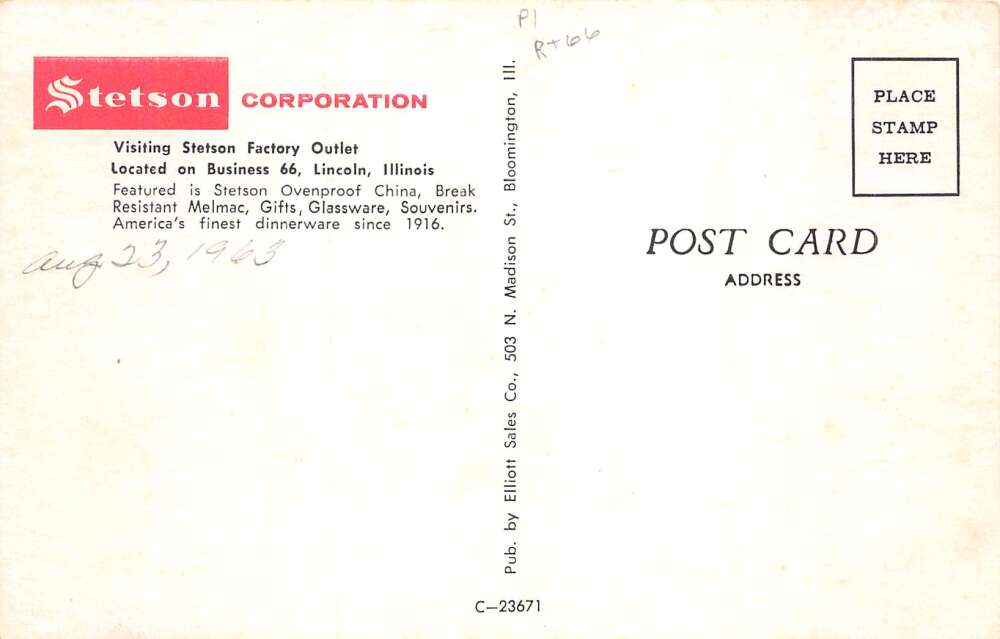 P1
Rt 66
Stetson CORPORATION
Visiting Stetson Factory Outlet
Located on Business 66, Lincoln, Illinois
Featured is Stetson Ovenproof China, Break
Resistant Melmac, Gifts, Glassware, Souvenirs.
America's finest dinnerware since 1916.
Aug 23, 1963
Pub. by Elliott Sales Co., 503 N. Madison St., Bloomington, Ill.
PLACE
STAMP
HERE
POST CARD
ADDRESS
C-23671